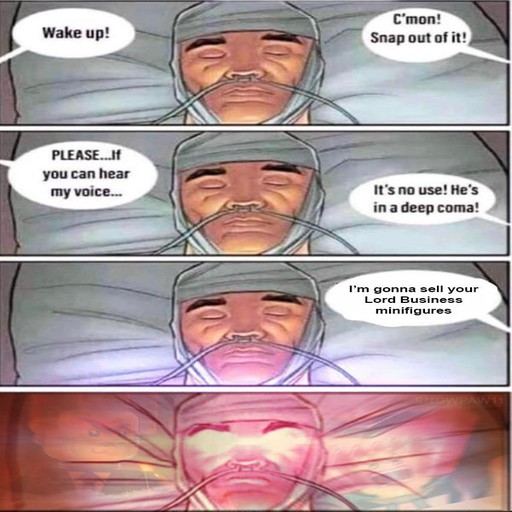 Wake up!
C'mon!
Snap out of it!
PLEASE...If
you can hear
my voice...
It's no use! He's
in a deep coma!
I'm gonna sell your
Lord Business
minifigures